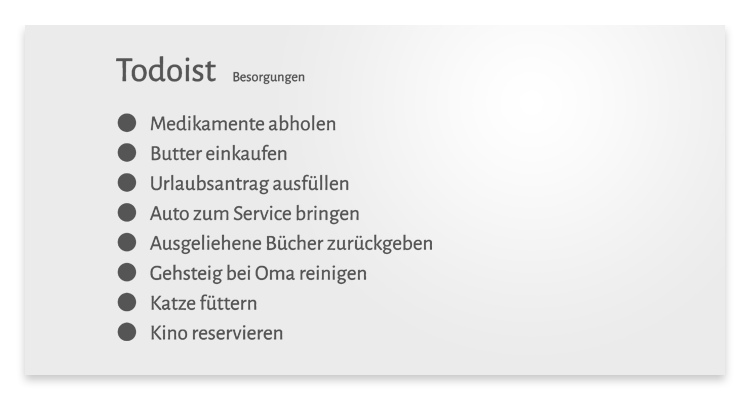 Todoist Besorgungen
Medikamente abholen
Butter einkaufen
Urlaubsantrag ausfüllen
Auto zum Service bringen
Ausgeliehene Bücher zurückgeben
Gehsteig bei Oma reinigen
Katze füttern
Kino reservieren